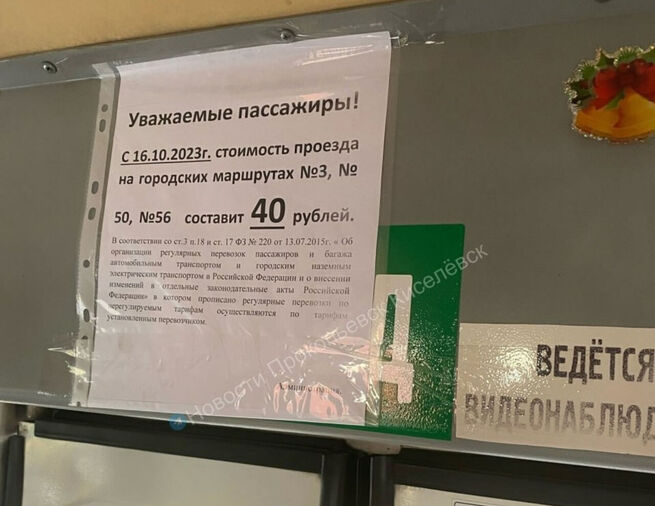 Уважаемые пассажиры!
С 16.10.2023г. стоимость проезда
на городских маршрутах №3, №
50, №56 составит 40 рублей.
В соответствии со ст.3 п.18 и ст. 17 ФЗ № 220 от 13.07.2015г. « Об
организации регулярных перевозок пассажиров и багажа
автомобильным транспортом и городским наземным
электрическим транспортом в Российской Федерации и о внесении
изменений в отдельные законодательные акты Российской
Федерации» в котором прописано регулярные перевозки по
нерегулируемым тарифам осуществляются по тарифам
установленным перевозчиком.
Администрация.
Д
ВЕДЁТСЯ
ВИДЕОНАБЛЮД
Новости Прокопьевск Киселёвск